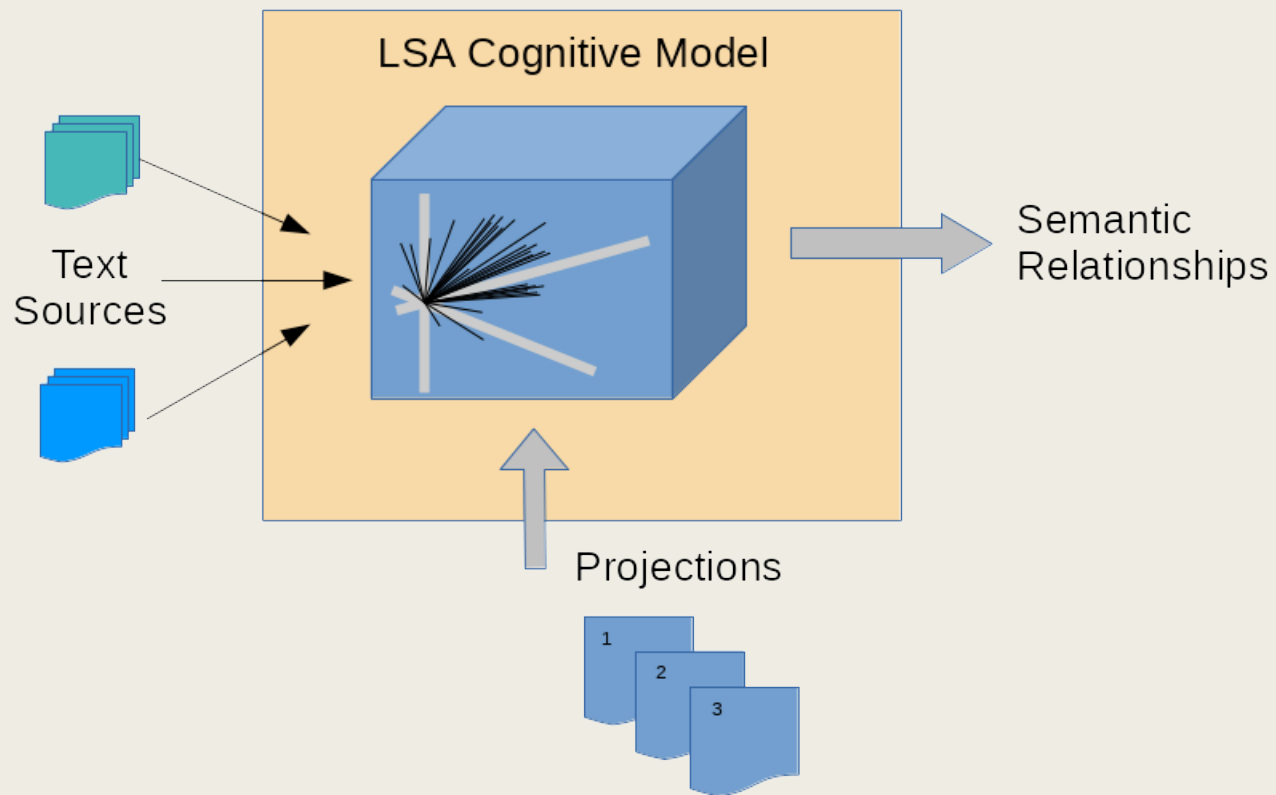 LSA Cognitive Model
Text
Sources
Semantic
Relationships
Projections
1
2
3